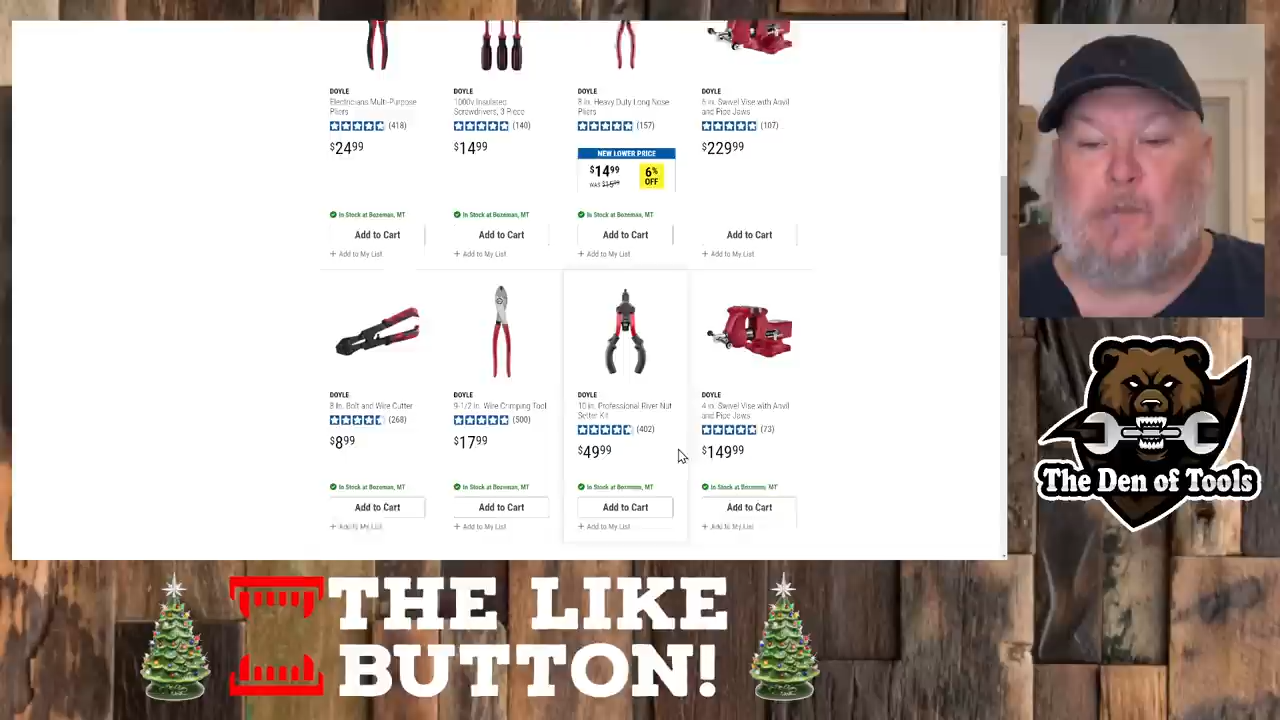 DOYLE
Electricians Multi-Purpose
Pliers
(418)
$24.99
In Stock at Bozeman, MT
Add to Cart
+ Add to My List
DOYLE
1000v Insulated
Screwdrivers, 3 Piece
(140)
$14.99
In Stock at Bozeman, MT
Add to Cart
+ Add to My List
DOYLE
8 in. Heavy Duty Long Nose
Pliers
(157)
NEW LOWER PRICE
$14.99
WAS $15.99
6%
OFF
In Stock at Bozeman, MT
Add to Cart
+ Add to My List
DOYLE
6 in. Swivel Vise with Anvil
and Pipe Jaws
(107)
$229.99
Add to Cart
+ Add to My List
DOYLE
8 in. Bolt and Wire Cutter
(268)
$8.99
In Stock at Bozeman, MT
Add to Cart
+ Add to My List
DOYLE
9-1/2 in. Wire Crimping Tool
(500)
$17.99
In Stock at Bozeman, MT
Add to Cart
+ Add to My List
DOYLE
10 in. Professional Rivet Nut
Setter Kit
(402)
$49.99
In Stock at Bozeman, MT
Add to Cart
+ Add to My List
DOYLE
4 in. Swivel Vise with Anvil
and Pipe Jaws
(73)
$149.99
In Stock at Bozeman, MT
Add to Cart
+ Add to My List
The Den of Tools
THE LIKE
BUTTON!